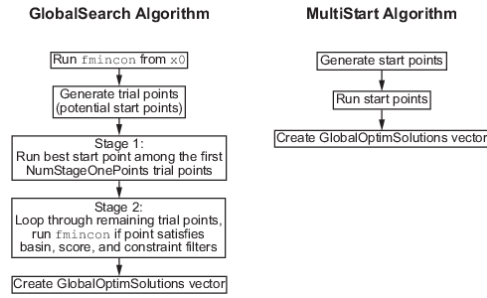 GlobalSearch Algorithm
Run fmincon from x0
Generate trial points
(potential start points)
Stage 1:
Run best start point among the first
NumStageOnePoints trial points
Stage 2:
Loop through remaining trial points,
run fmincon if point satisfies
basin, score, and constraint filters
Create GlobalOptimSolutions vector
MultiStart Algorithm
Generate start points
Run start points
Create GlobalOptimSolutions vector